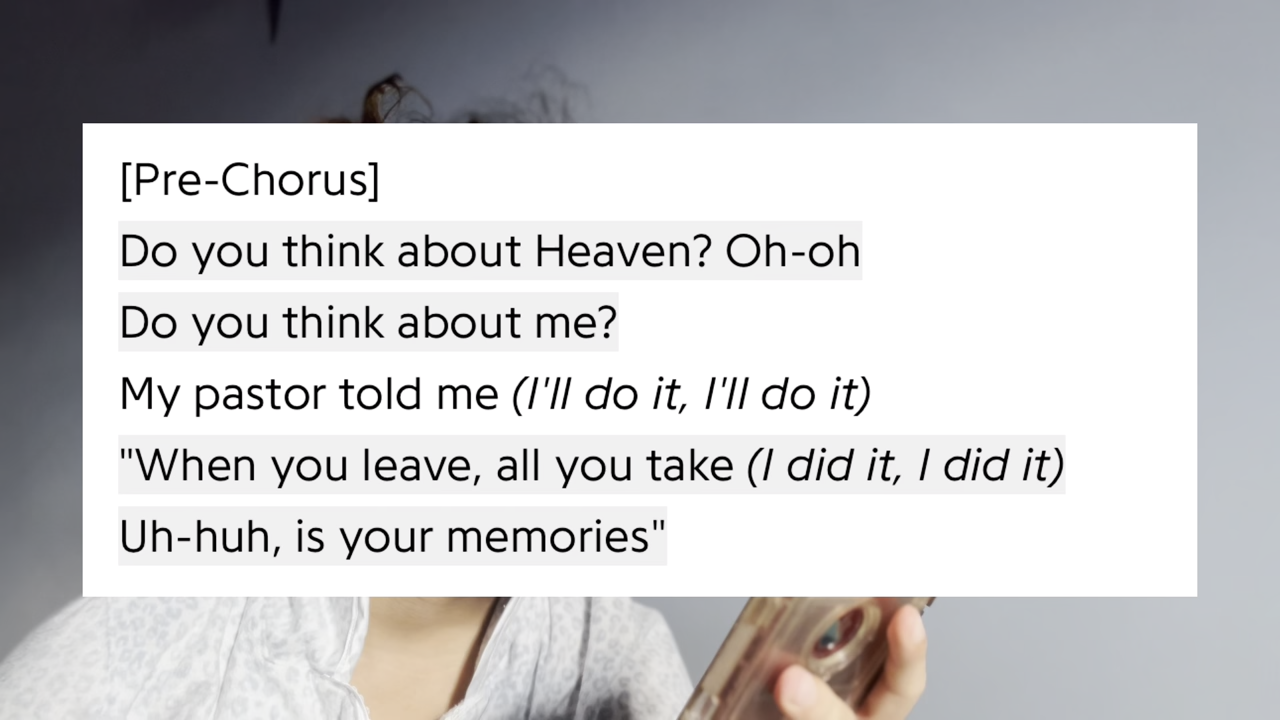 [Pre-Chorus]
Do you think about Heaven? Oh-oh
Do you think about me?
My pastor told me (I'll do it, I'll do it)
"When you leave, all you take (I did it, I did it)
Uh-huh, is your memories"